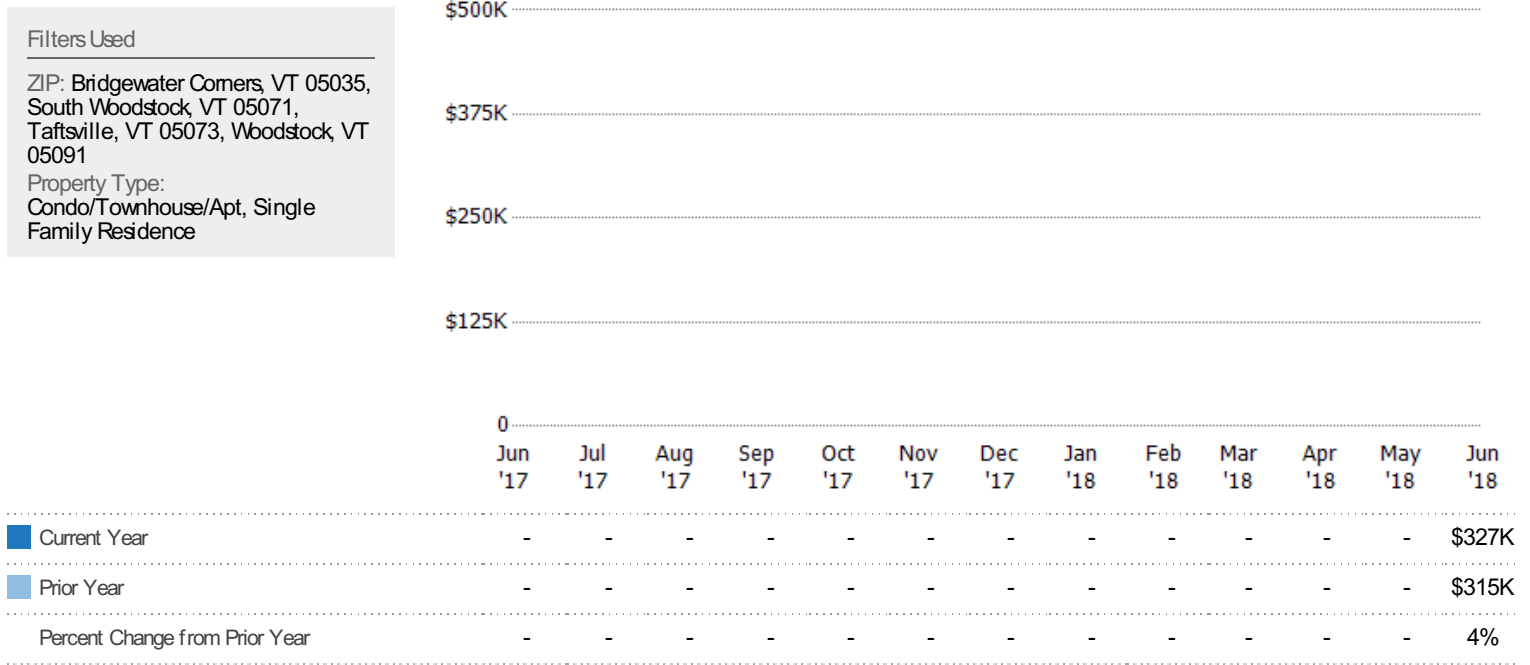 Filters Used
ZIP: Bridgewater Corners, VT 05035,
South Woodstock, VT 05071,
Taftsville, VT 05073, Woodstock, VT
05091
Property Type:
Condo/Townhouse/Apt, Single
Family Residence
$500K
$375K
$250K
$125K
0
Jun Jul Aug Sep Oct Nov Dec Jan Feb Mar Apr May Jun
'17 '17 '17 '17 '17 '17 '17 '18 '18 '18 '18 '18 '18
Current Year - - - - - - - - - - - - $327K
Prior Year - - - - - - - - - - - - $315K
Percent Change from Prior Year - - - - - - - - - - - - 4%